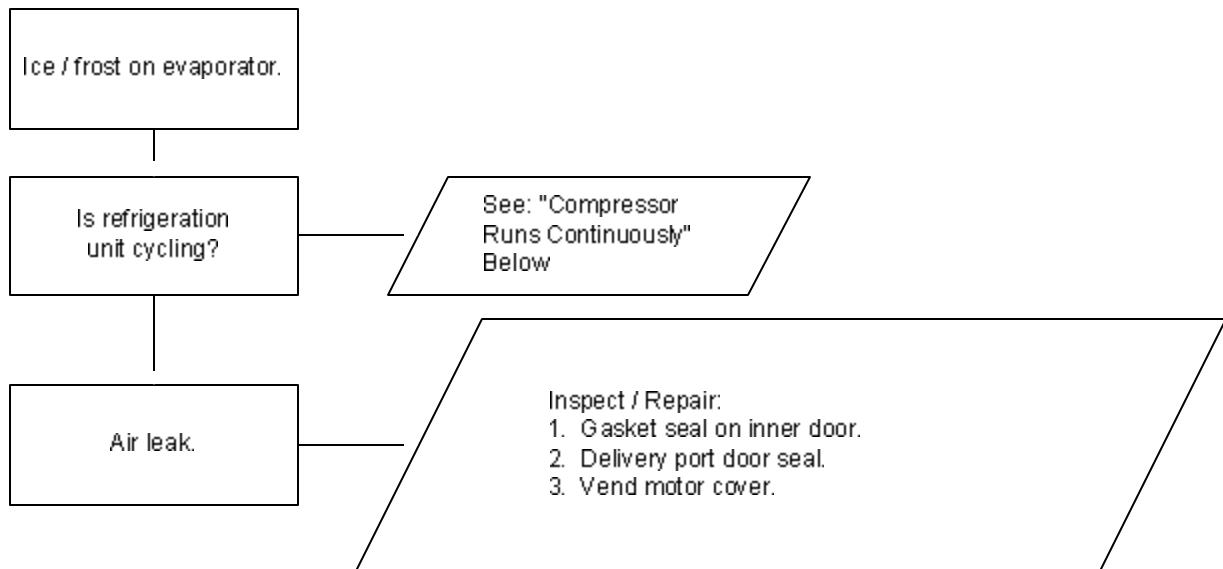 Ice / frost on evaporator.
Is refrigeration
unit cycling?
See: "Compressor
Runs Continuously"
Below
Air leak.
Inspect / Repair:
1. Gasket seal on inner door.
2. Delivery port door seal.
3. Vend motor cover.